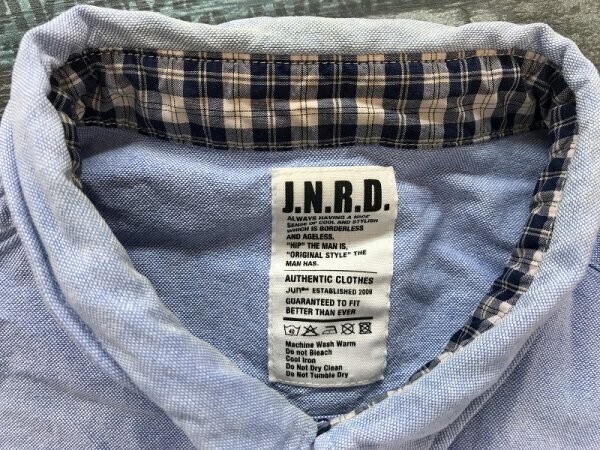 J.N.R.D.
ALWAYS HAVING A NICE
SENSE OF COOL AND STYLISH
WHICH IS BORDERLESS
AND AGELESS.
"HIP" THE MAN IS,
"ORIGINAL STYLE" THE
MAN HAS.
AUTHENTIC CLOTHES
ESTABLISHED 2009
GUARANTEED TO FIT
BETTER THAN EVER
Machine Wash Warm
Do not Bleach
Cool Iron
Do Not Dry Clean
Do Not Tumble Dry